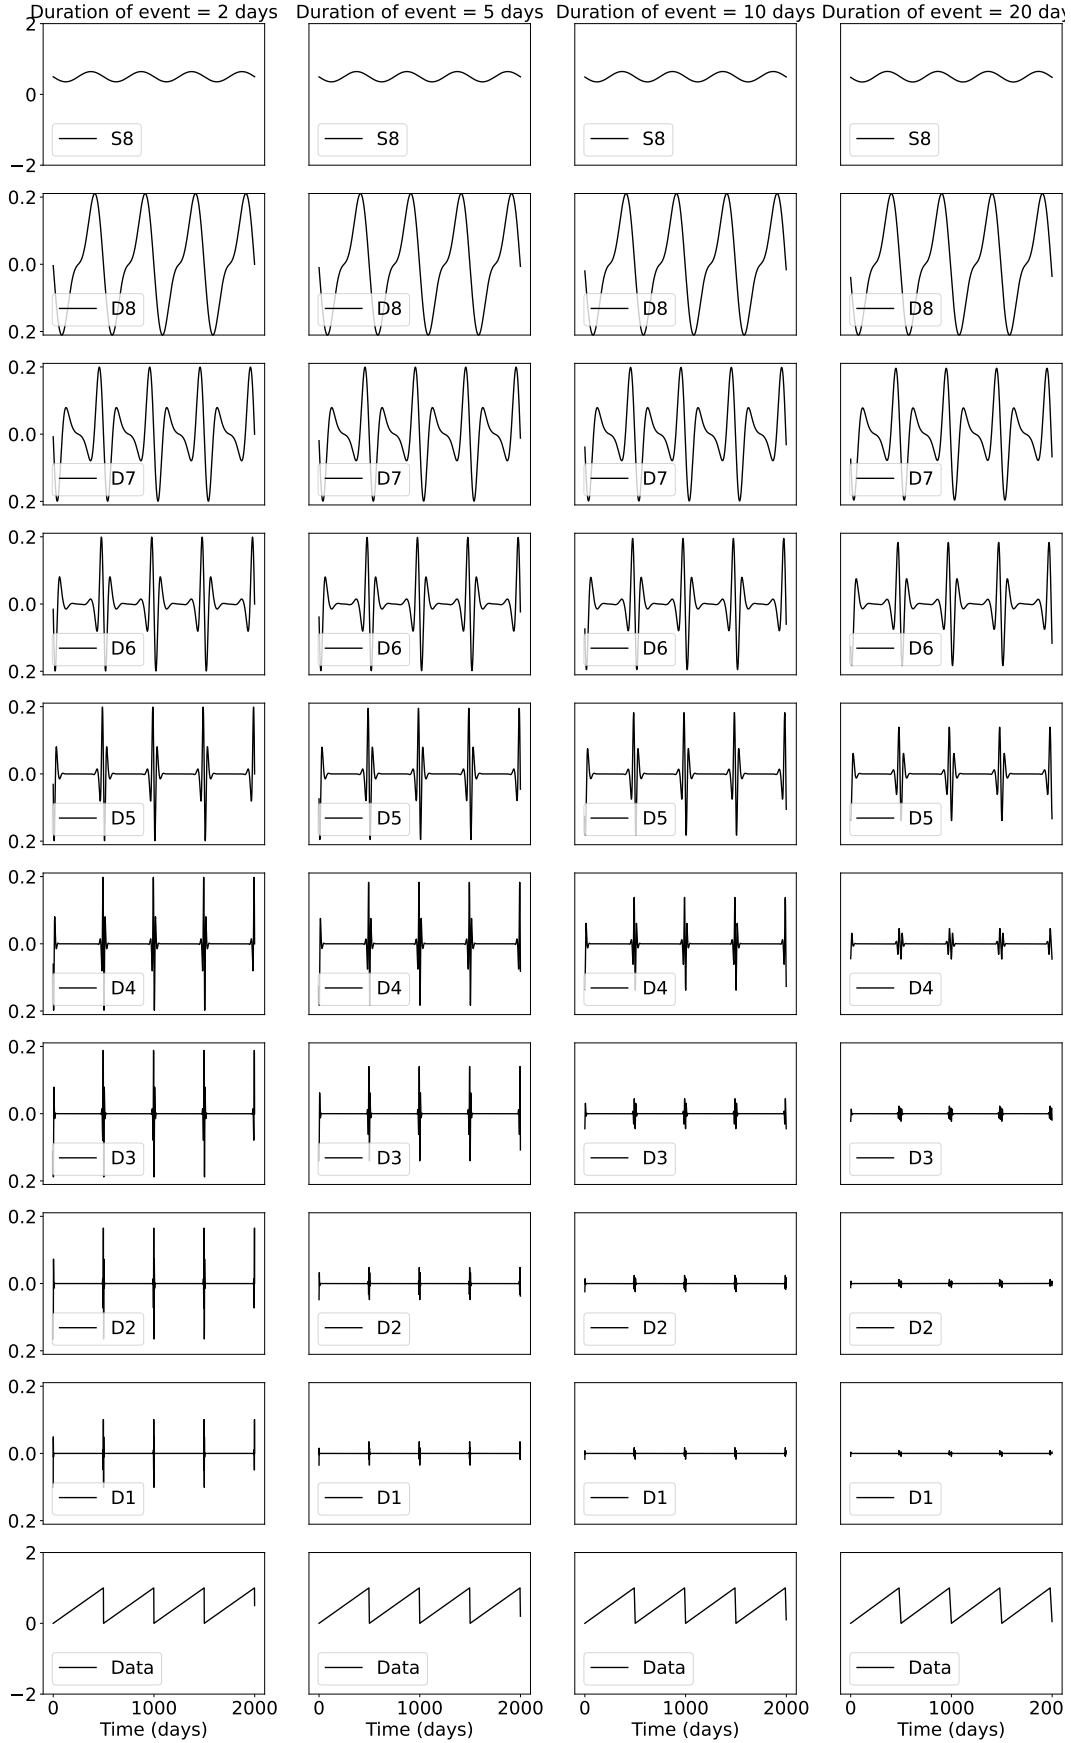 Duration of event = 2 days Duration of event = 5 days Duration of event = 10 days Duration of event = 20 day
2
0
−2
S8 S8 S8 S8
0.2
0.0
0.2
D8 D8 D8 D8
0.2
0.0
0.2
D7 D7 D7 D7
0.2
0.0
0.2
D6 D6 D6 D6
0.2
0.0
0.2
D5 D5 D5 D5
0.2
0.0
0.2
D4 D4 D4 D4
0.2
0.0
0.2
D3 D3 D3 D3
0.2
0.0
0.2
D2 D2 D2 D2
0.2
0.0
0.2
D1 D1 D1 D1
2
0
−2
Data Data Data Data
0 1000 2000 0 1000 2000 0 1000 2000 0 1000 200
Time (days) Time (days) Time (days) Time (days)